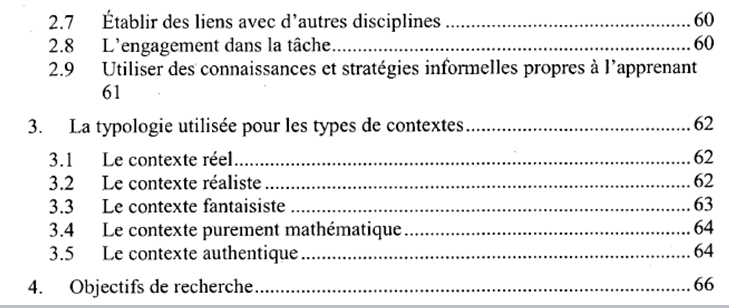 2.7 Établir des liens avec d'autres disciplines ............................................ 60
2.8 L'engagement dans la tâche................................................................ 60
2.9 Utiliser des connaissances et stratégies informelles propres à l'apprenant
61
3. La typologie utilisée pour les types de contextes........................................ 62
3.1 Le contexte réel................................................................................. 62
3.2 Le contexte réaliste ........................................................................... 62
3.3 Le contexte fantaisiste ....................................................................... 63
3.4 Le contexte purement mathématique.................................................... 64
3.5 Le contexte authentique ..................................................................... 64
4. Objectifs de recherche.............................................................................. 66